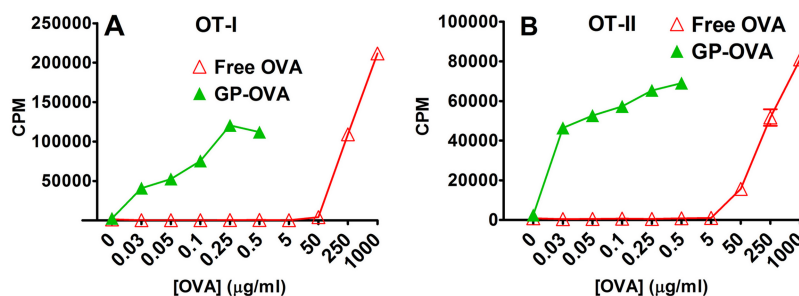 A OT-I
250000
200000
150000
100000
50000
CPM
Free OVA
GP-OVA
0 0.03 0.05 0.1 0.25 0.5 5 50 250 1000
[OVA] (μg/ml)
B OT-II
100000
80000
60000
40000
20000
0
CPM
Free OVA
GP-OVA
0 0.03 0.05 0.1 0.25 0.5 5 50 250 1000
[OVA] (μg/ml)